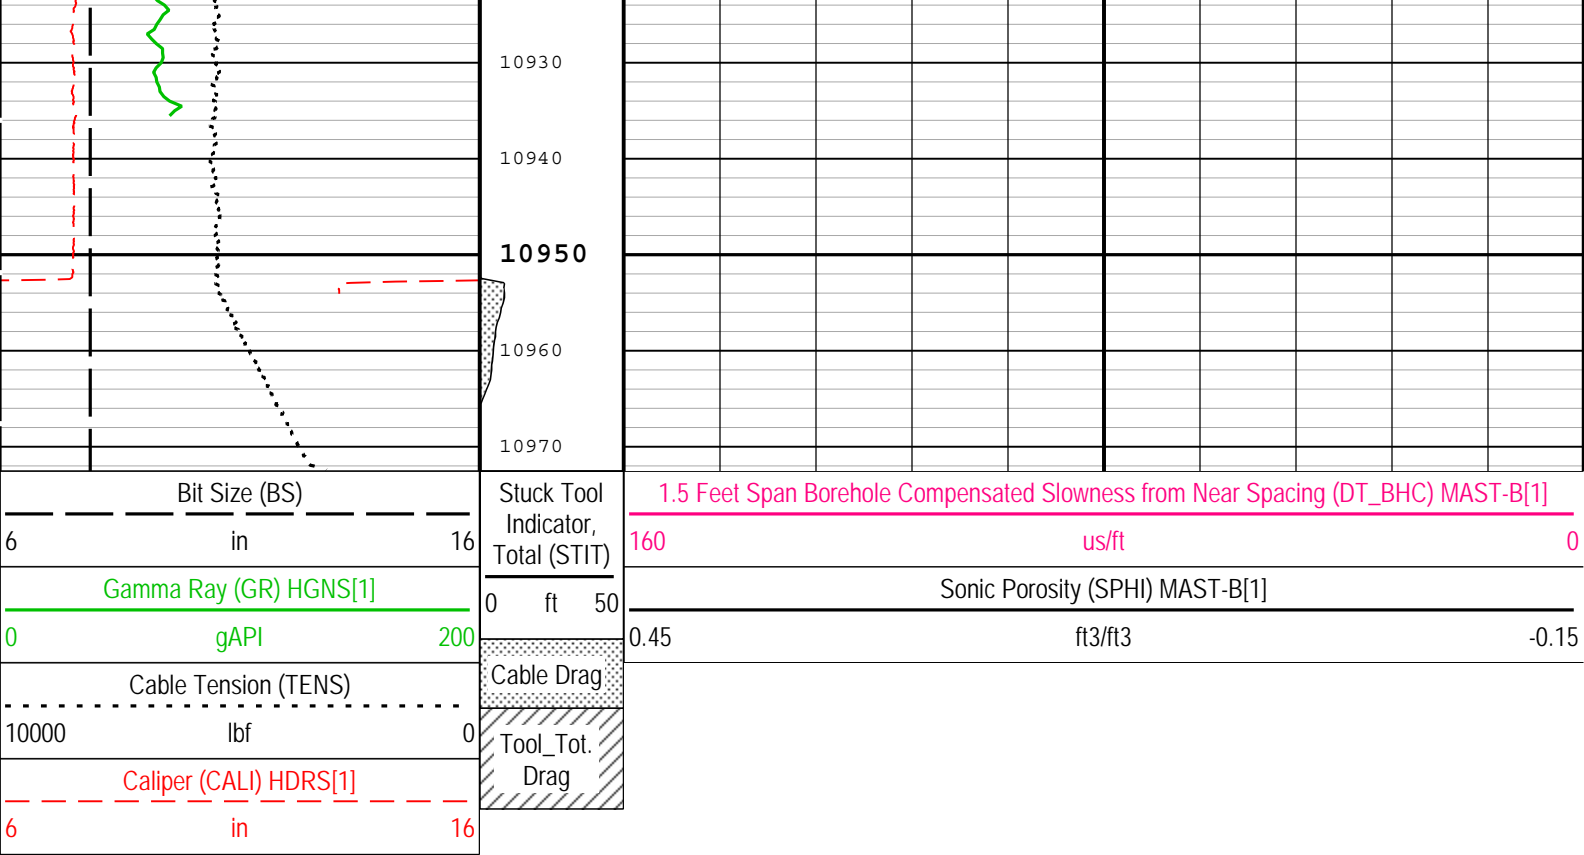 10930
10940
10950
10960
10970
Bit Size (BS)
6 in 16
Gamma Ray (GR) HGNS[1]
0 gAPI 200
Cable Tension (TENS)
10000 lbf 0
Caliper (CALI) HDRS[1]
6 in 16
Stuck Tool
Indicator,
Total (STIT)
0 ft 50
Cable Drag
Tool_Tot.
Drag
1.5 Feet Span Borehole Compensated Slowness from Near Spacing (DT_BHC) MAST-B[1]
160 us/ft 0
Sonic Porosity (SPHI) MAST-B[1]
0.45 ft3/ft3 -0.15